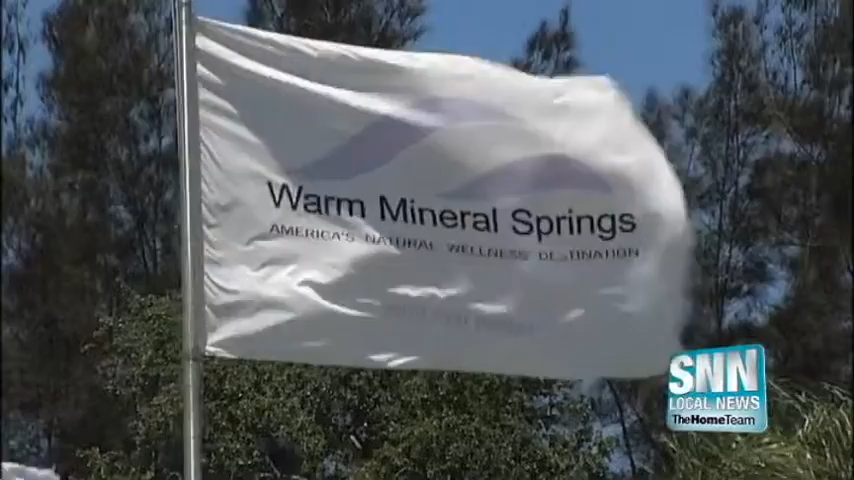 Warm Mineral Springs
AMERICA'S NATURAL WELLNESS DESTINATION
SNN
LOCAL NEWS
TheHomeTeam